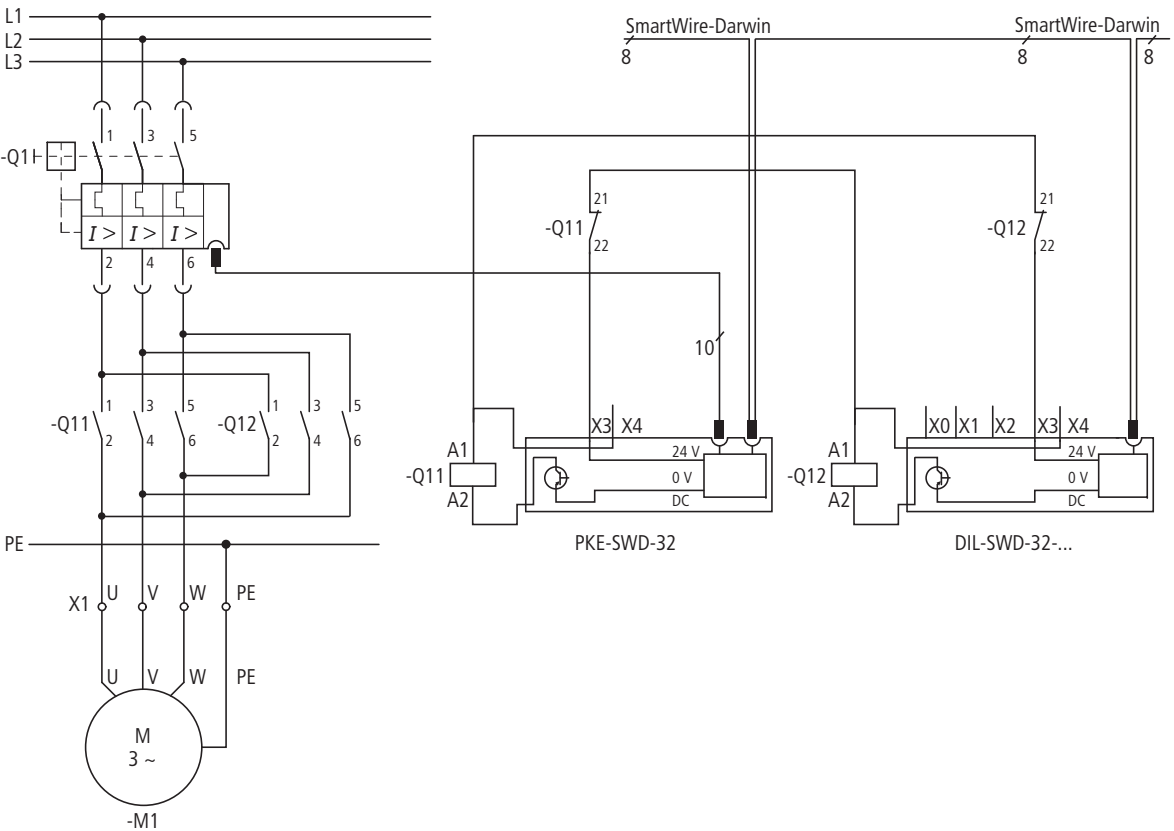 L1
L2
L3
SmartWire-Darwin
SmartWire-Darwin
8
8
8
1
3
5
-Q1
I >
I >
I >
2
4
6
21
-Q11
22
21
-Q12
22
10
-Q11
1
3
5
2
4
6
-Q12
1
3
5
2
4
6
X3
X4
A1
-Q11
A2
24 V
0 V
DC
PKE-SWD-32
X0
X1
X2
X3
X4
A1
-Q12
A2
24 V
0 V
DC
DIL-SWD-32-...
PE
X1
U
V
W
PE
U
V
W
PE
M
3 ~
-M1